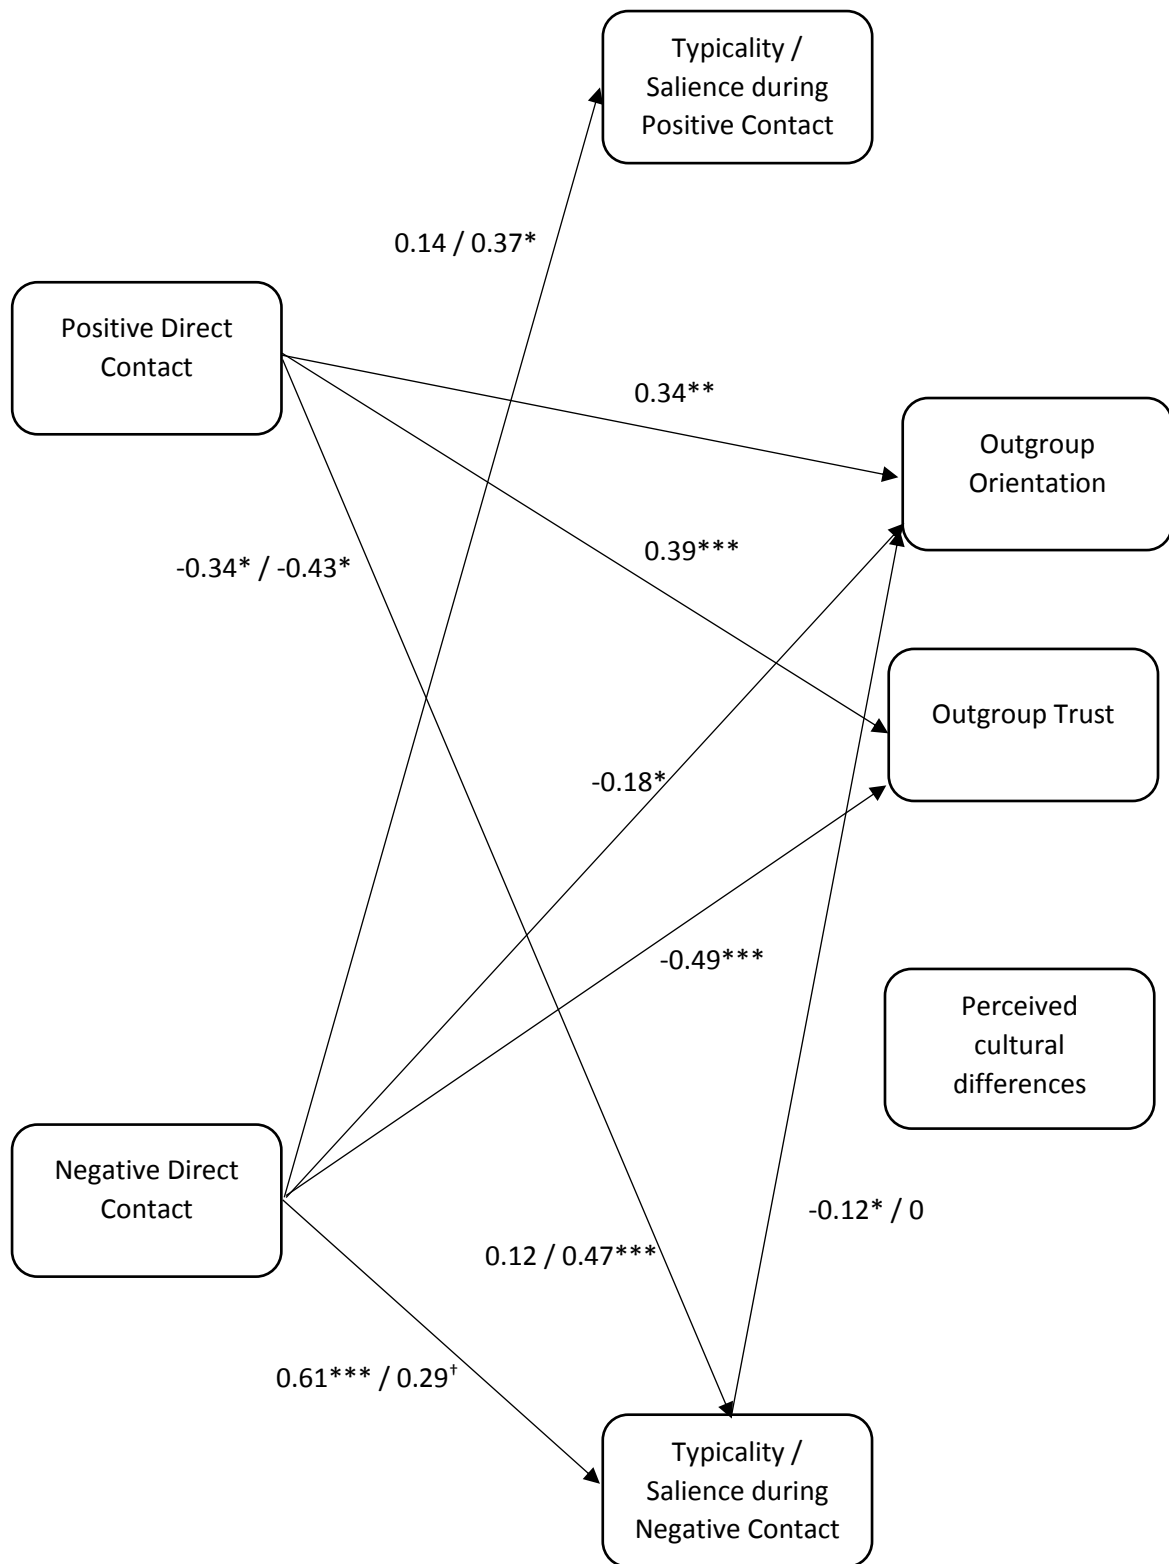 Typicality /
Salience during
Positive Contact
0.14 / 0.37*
Positive Direct
Contact
0.34**
Outgroup
Orientation
-0.34* / -0.43*
0.39***
Outgroup Trust
-0.18*
-0.49***
Perceived
cultural
differences
Negative Direct
Contact
-0.12* / 0
0.12 / 0.47***
0.61*** / 0.29†
Typicality /
Salience during
Negative Contact